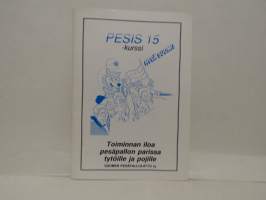 PESIS 15
-kurssi
Toiminnan iloa
pesäpallon parissa
tytöille ja pojille
SUOMEN PESÄPALLOLIITTO ry